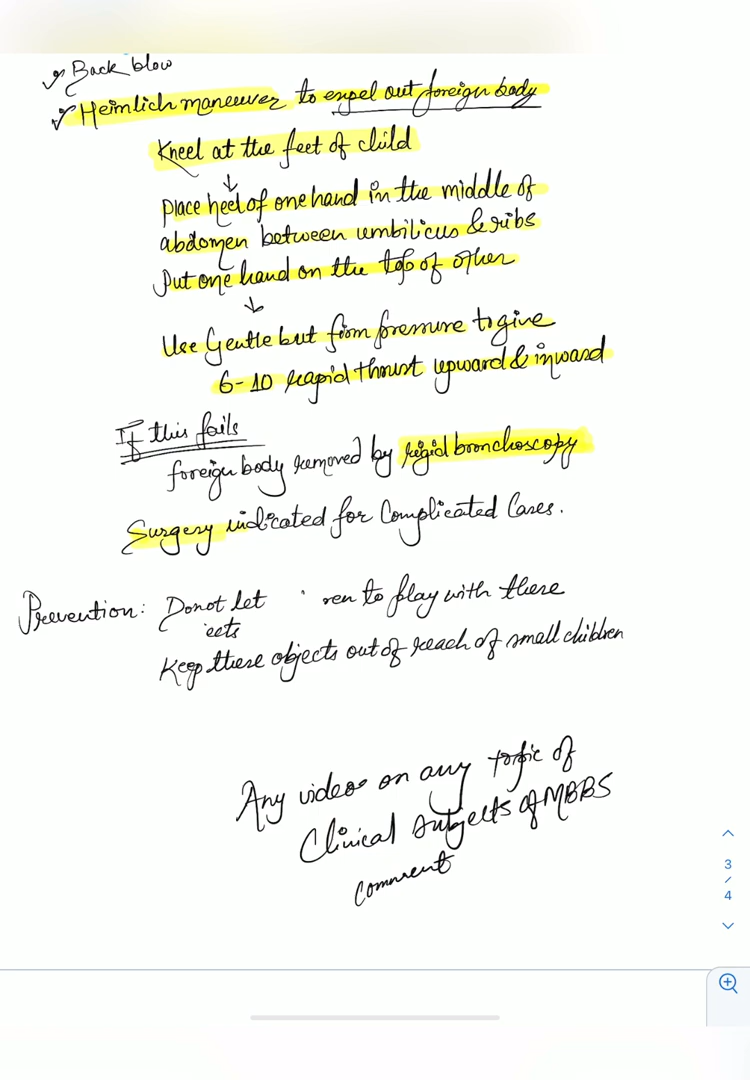 Back blow
Heimlich maneuver to expel out foreign body
Kneel at the feet of child
↓
Place heel of one hand in the middle of
abdomen between umbilicus & ribs
Put one hand on the top of other
↓
Use Gentle but firm pressure to give
6-10 rapid thrust upward & inward
If this fails
foreign body removed by rigid bronchoscopy
Surgery indicated for Complicated Cases.
Prevention: Donot let ren to play with these
ects
Keep these objects out of reach of small children
Any video on any topic of
Clinical subjects of MBBS
comment
3
/
4